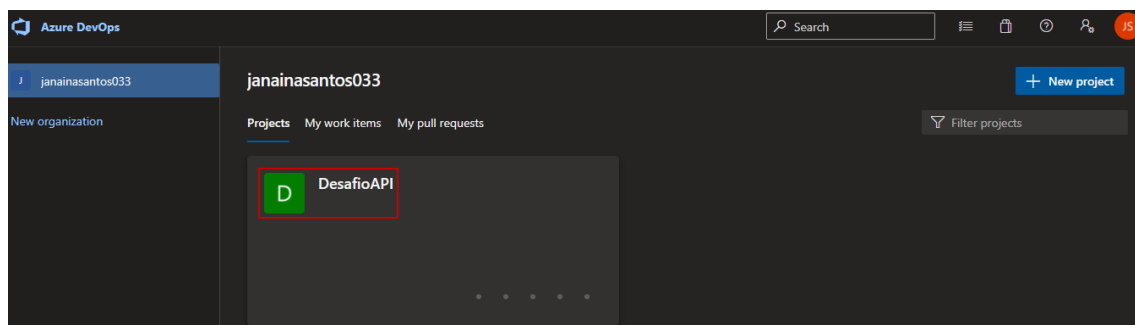 Azure DevOps
Search
JS
J janainasantos033
New organization
janainasantos033
+ New project
Projects My work items My pull requests
Filter projects
D DesafioAPI